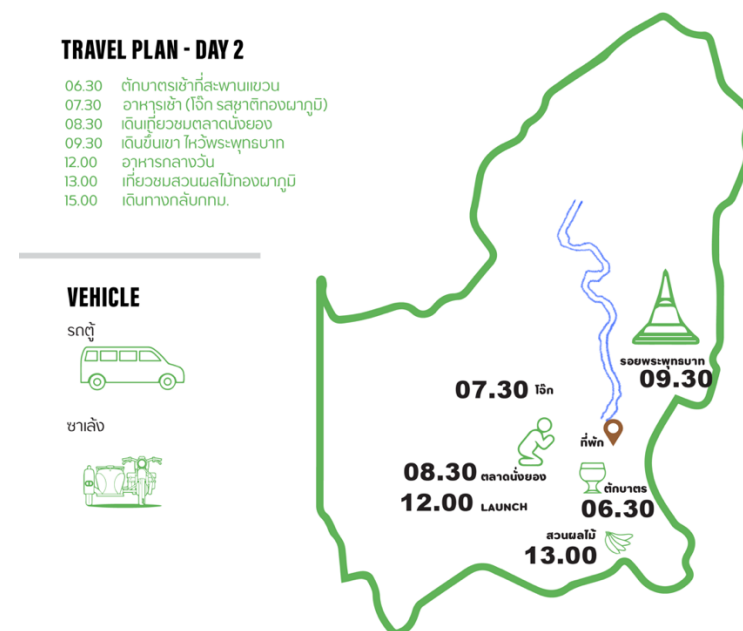 TRAVEL PLAN - DAY 2
06.30 ตักบาตรเช้าที่สะพานแขวน
07.30 อาหารเช้า (โจ๊ก รสชาติทองผาภูมิ)
08.30 เดินเที่ยวชมตลาดนั่งยอง
09.30 เดินขึ้นเขา ไหว้พระพุทธบาท
12.00 อาหารกลางวัน
13.00 เที่ยวชมสวนผลไม้ทองผาภูมิ
15.00 เดินทางกลับกทม.
VEHICLE
รถตู้
ซาเล้ง
รอยพระพุทธบาท
09.30
07.30 โจ๊ก
ที่พัก
08.30 ตลาดนั่งยอง
12.00 LAUNCH
ตักบาตร
06.30
สวนผลไม้
13.00